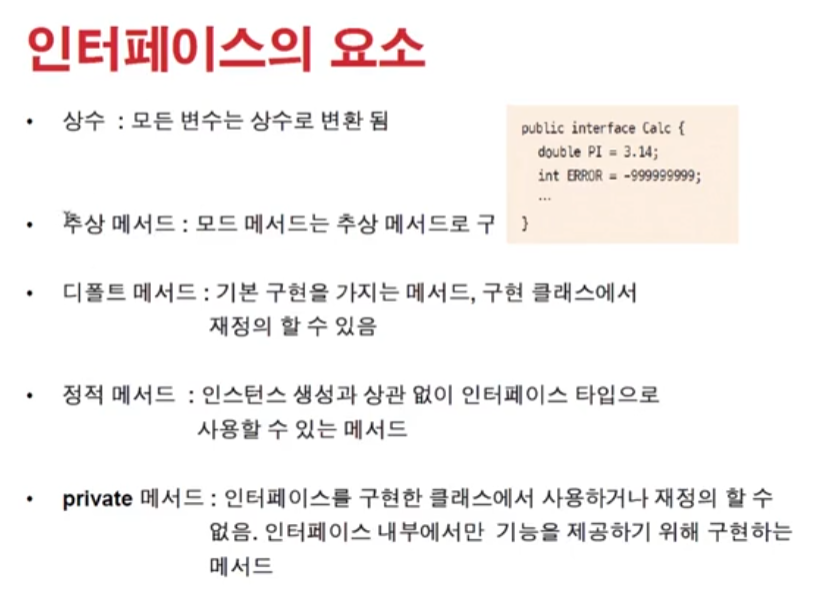 인터페이스의 요소
• 상수 : 모든 변수는 상수로 변환 됨
public interface Calc {
double PI = 3.14;
int ERROR = -999999999;
...
}
• 추상 메서드 : 모드 메서드는 추상 메서드로 구
• 디폴트 메서드 : 기본 구현을 가지는 메서드, 구현 클래스에서
재정의 할 수 있음
• 정적 메서드 : 인스턴스 생성과 상관 없이 인터페이스 타입으로
사용할 수 있는 메서드
• private 메서드 : 인터페이스를 구현한 클래스에서 사용하거나 재정의 할 수
없음. 인터페이스 내부에서만 기능을 제공하기 위해 구현하는
메서드